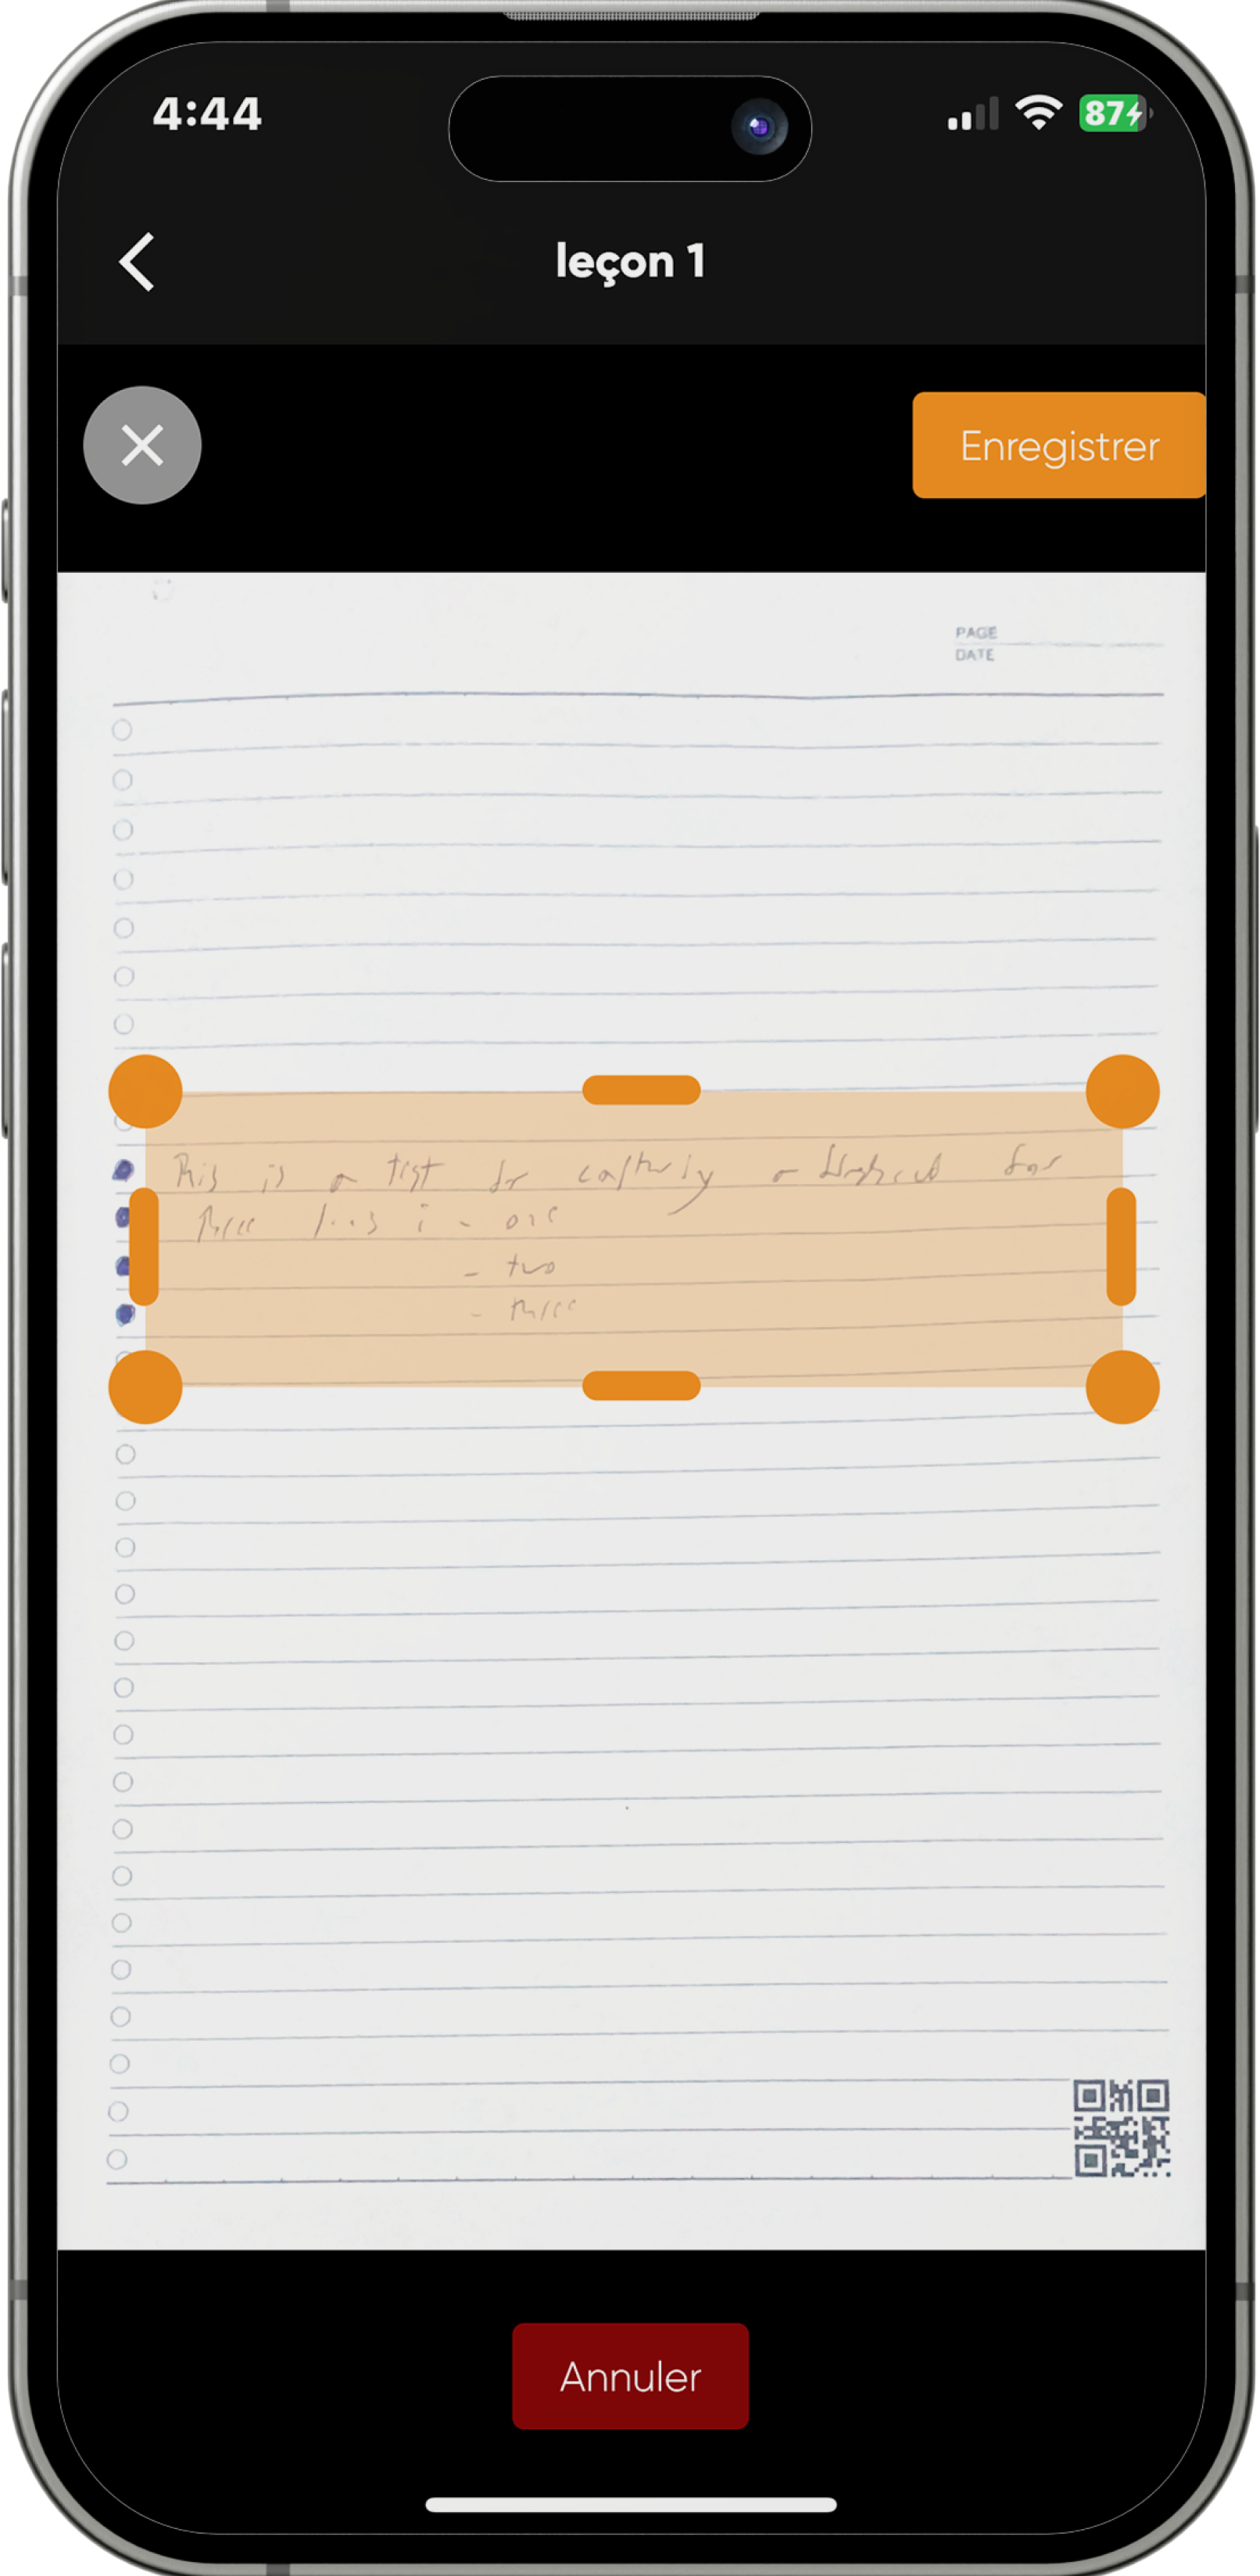 4:44
87
leçon 1
Enregistrer
PAGE
DATE
This is a test for capturing a for
three lines : - one
- two
- three
Annuler